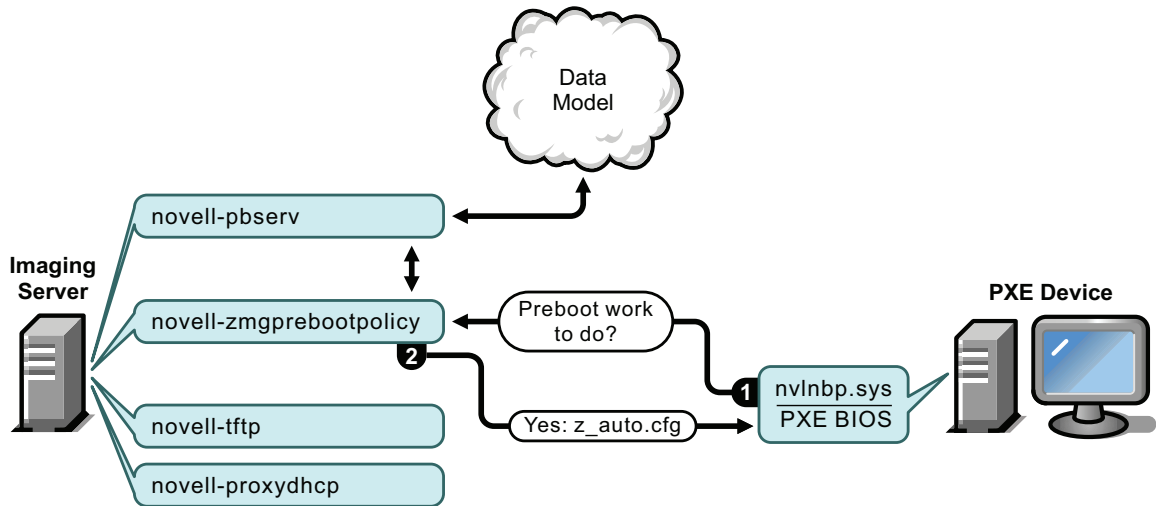 Data
Model
novell-pbserv
Imaging
Server
novell-zmgprebootpolicy
2
Preboot work
to do?
PXE Device
1
nvlnbp.sys
PXE BIOS
Yes: z_auto.cfg
novell-tftp
novell-proxydhcp